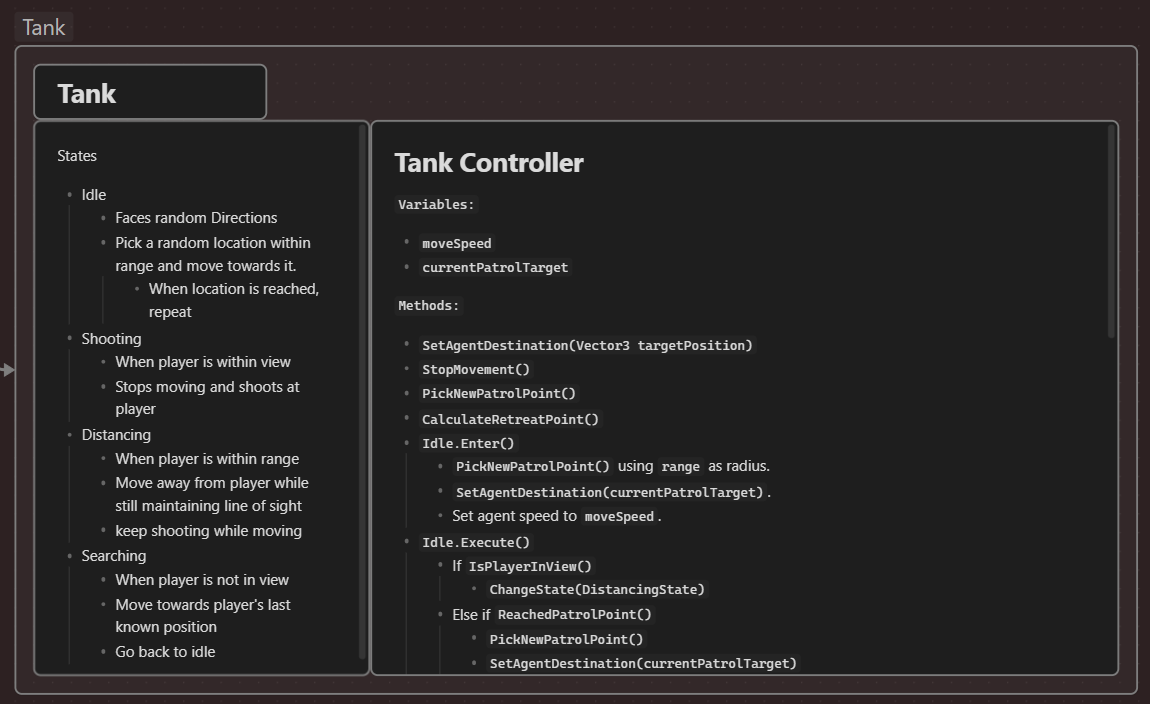 Tank
Tank
States
Idle
Faces random Directions
Pick a random location within
range and move towards it.
When location is reached,
repeat
Shooting
When player is within view
Stops moving and shoots at
player
Distancing
When player is within range
Move away from player while
still maintaining line of sight
keep shooting while moving
Searching
When player is not in view
Move towards player's last
known position
Go back to idle
Tank Controller
Variables:
moveSpeed
currentPatrolTarget
Methods:
SetAgentDestination(Vector3 targetPosition)
StopMovement()
PickNewPatrolPoint()
CalculateRetreatPoint()
Idle.Enter()
PickNewPatrolPoint() using range as radius.
SetAgentDestination(currentPatrolTarget).
Set agent speed to moveSpeed.
Idle.Execute()
If IsPlayerInView()
ChangeState(DistancingState)
Else if ReachedPatrolPoint()
PickNewPatrolPoint()
SetAgentDestination(currentPatrolTarget)